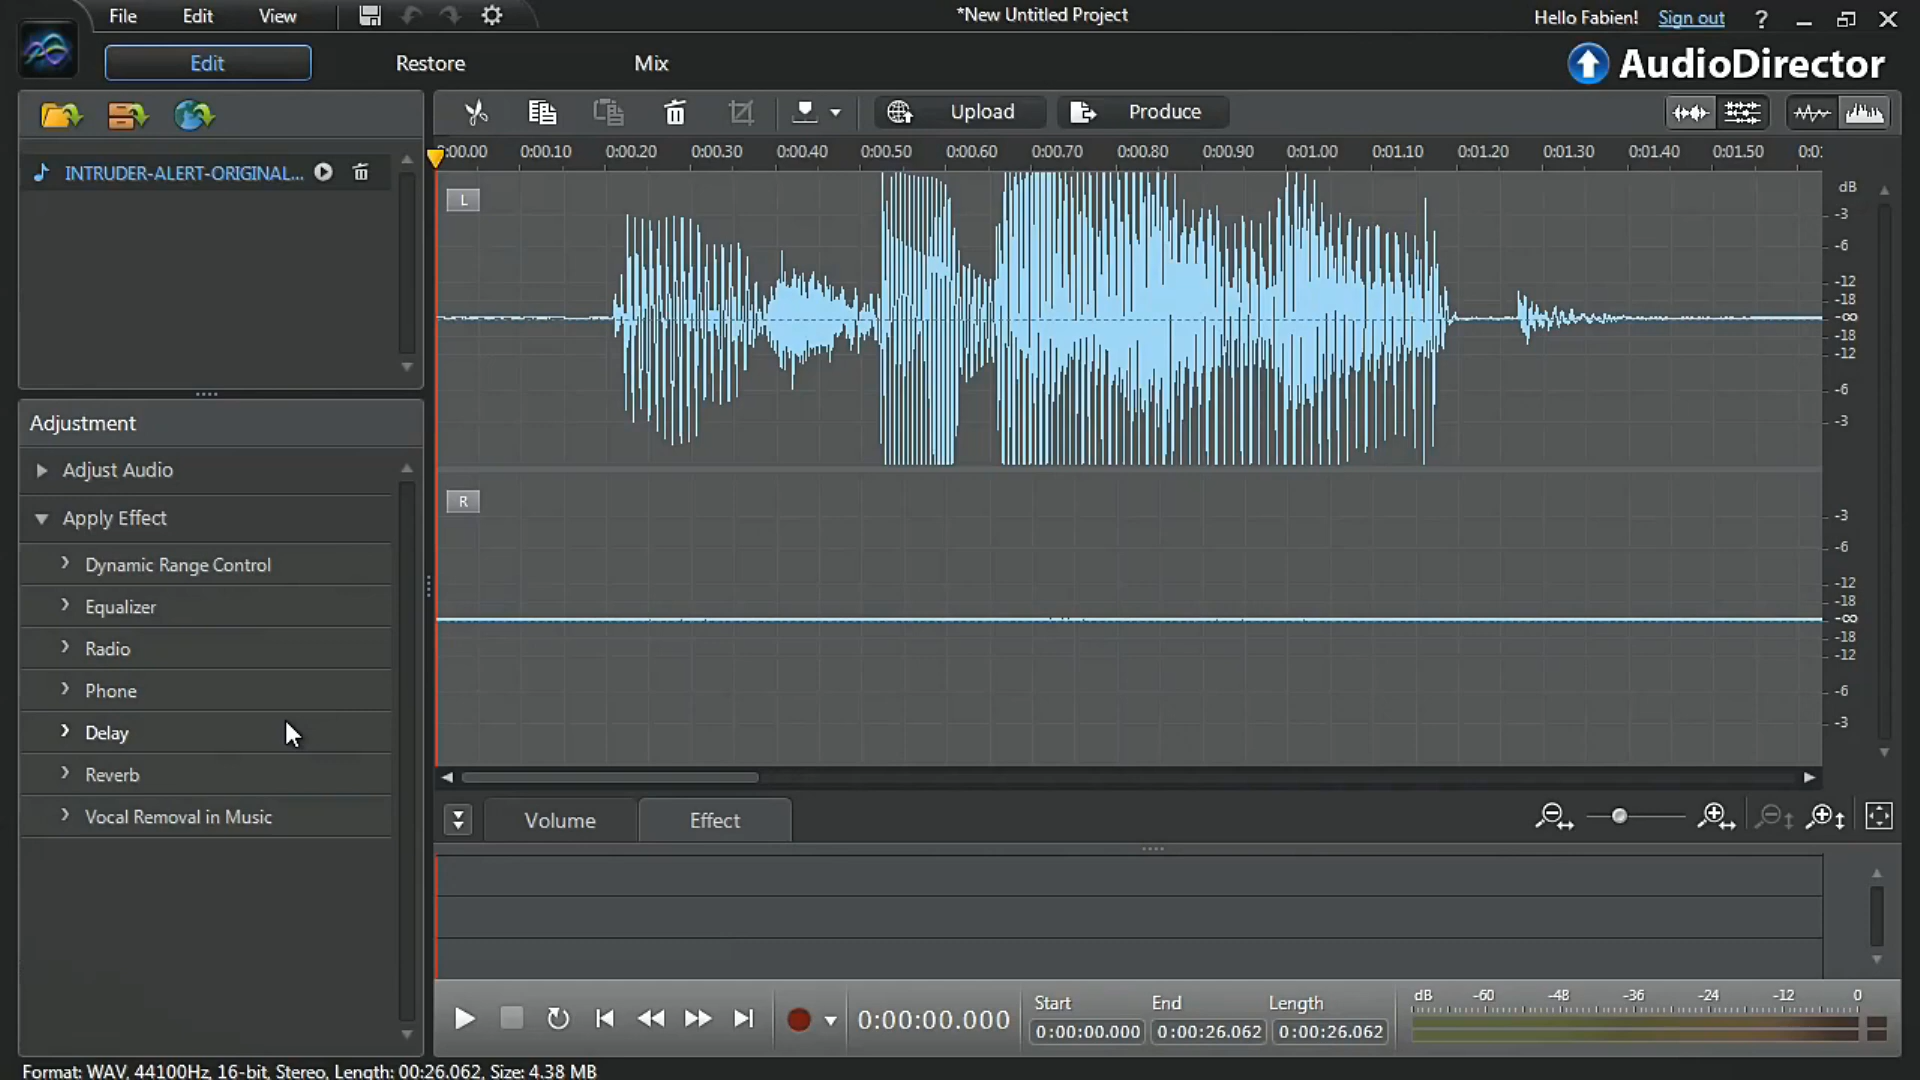 File Edit View *New Untitled Project Hello Fabien! Sign out ?
Edit Restore Mix AudioDirector
Upload Produce
INTRUDER-ALERT-ORIGINAL...
:00.00 0:00.10 0:00.20 0:00.30 0:00.40 0:00.50 0:00.60 0:00.70 0:00.80 0:00.90 0:01.00 0:01.10 0:01.20 0:01.30 0:01.40 0:01.50 0:0:
L
dB
-3
-6
-12
-18
-∞
-18
-12
-6
-3
R
-3
-6
-12
-18
-∞
-18
-12
-6
-3
Adjustment
Adjust Audio
Apply Effect
Dynamic Range Control
Equalizer
Radio
Phone
Delay
Reverb
Vocal Removal in Music
Volume Effect
0:00:00.000
Start End Length
0:00:00.000 0:00:26.062 0:00:26.062
dB -60 -48 -36 -24 -12 0
Format: WAV, 44100Hz, 16-bit, Stereo, Length: 00:26.062, Size: 4.38 MB